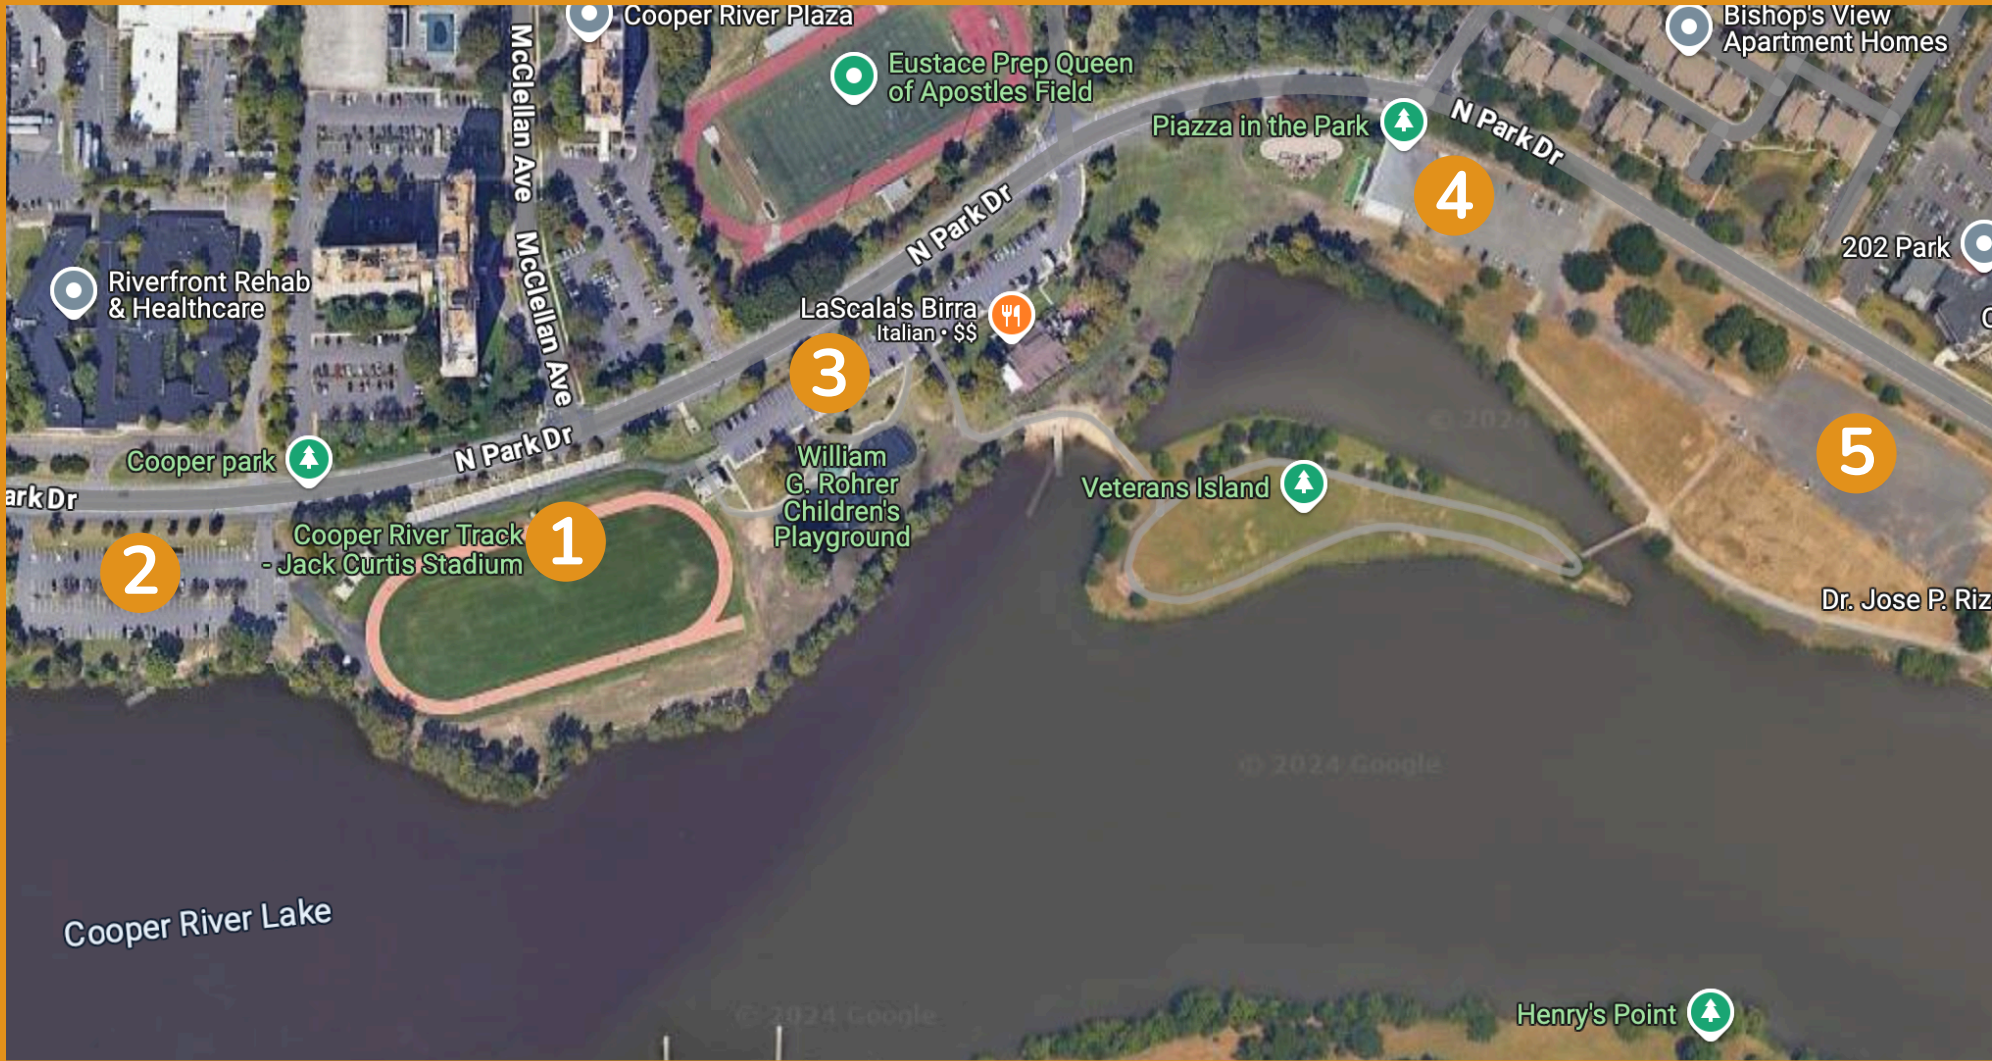 Cooper River Plaza
Bishop's View
Apartment Homes
McClellan Ave
Eustace Prep Queen
of Apostles Field
Piazza in the Park
N Park Dr
4
N Park Dr
202 Park
McClellan Ave
Riverfront Rehab
& Healthcare
LaScala's Birra
Italian • $$
3
© 2024
5
N Park Dr
Cooper park
ark Dr
William
G. Rohrer
Children's
Playground
Veterans Island
Cooper River Track
- Jack Curtis Stadium
1
2
Dr. Jose P. Riz
© 2024 Google
Cooper River Lake
© 2024 Google
Henry's Point